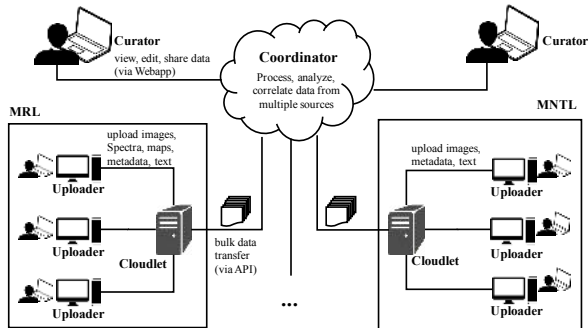 Curator
view, edit, share data
(via Webapp)
Coordinator
Process, analyze,
correlate data from
multiple sources
Curator
MRL
upload images,
Spectra, maps,
metadata, text
Uploader
Uploader
Uploader
Cloudlet
bulk data
transfer
(via API)
...
MNTL
upload images,
metadata, text
Uploader
Uploader
Uploader
Cloudlet